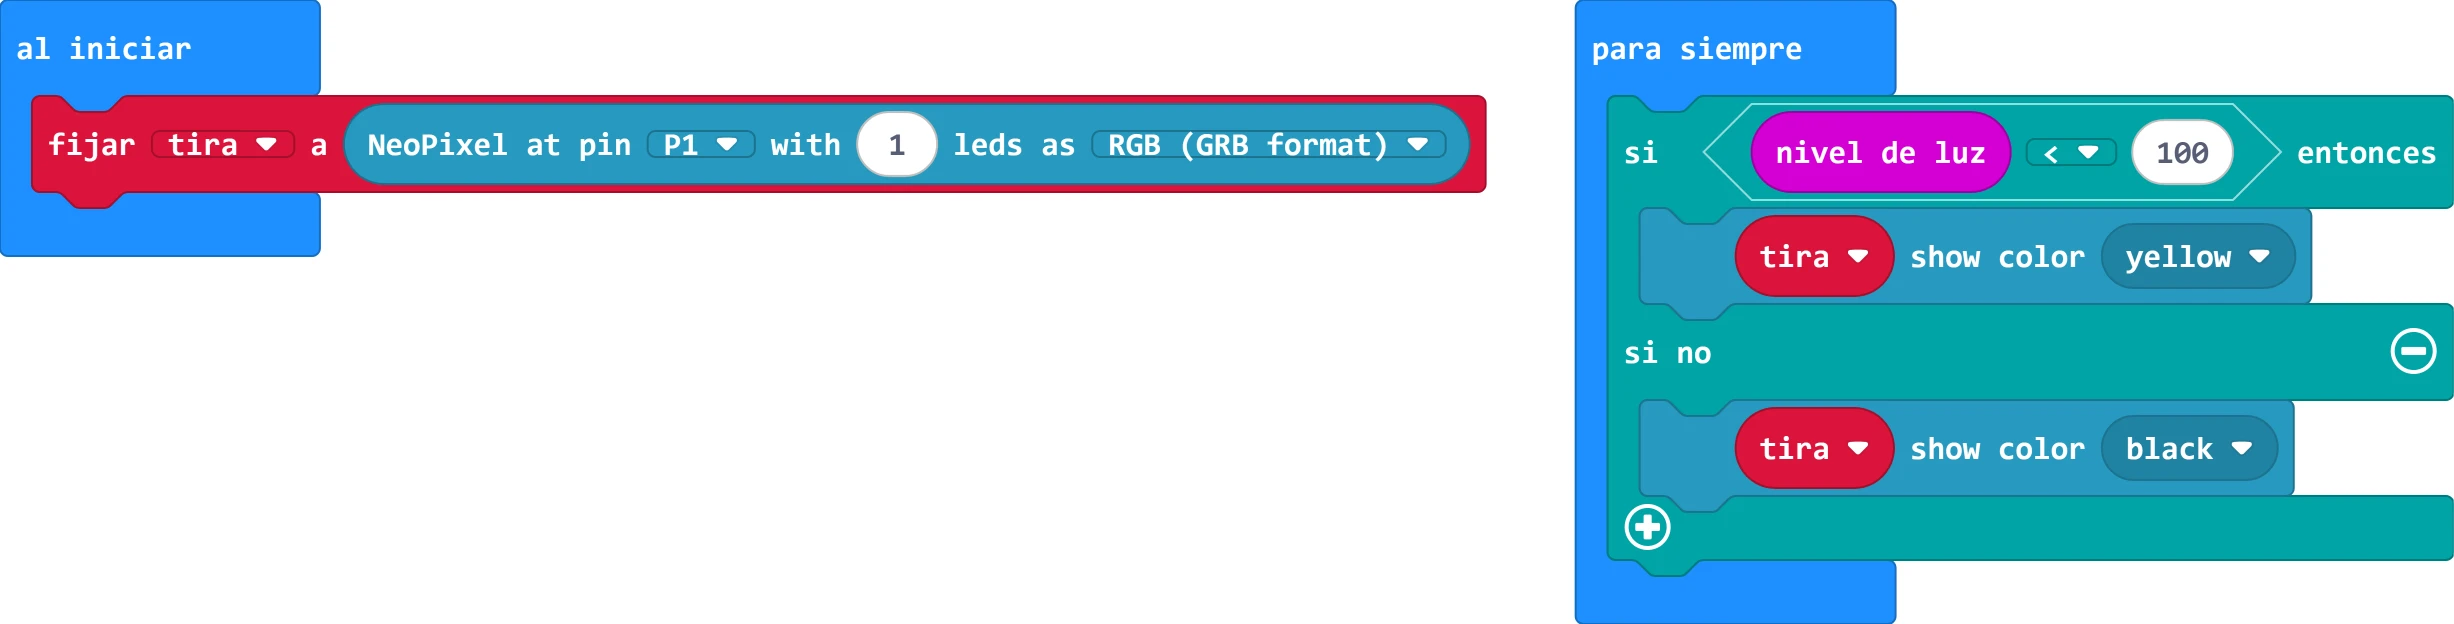 al iniciar
fijar tira a NeoPixel at pin P1 with 1 leds as RGB (GRB format)
para siempre
si nivel de luz < 100 entonces
tira show color yellow
si no
tira show color black